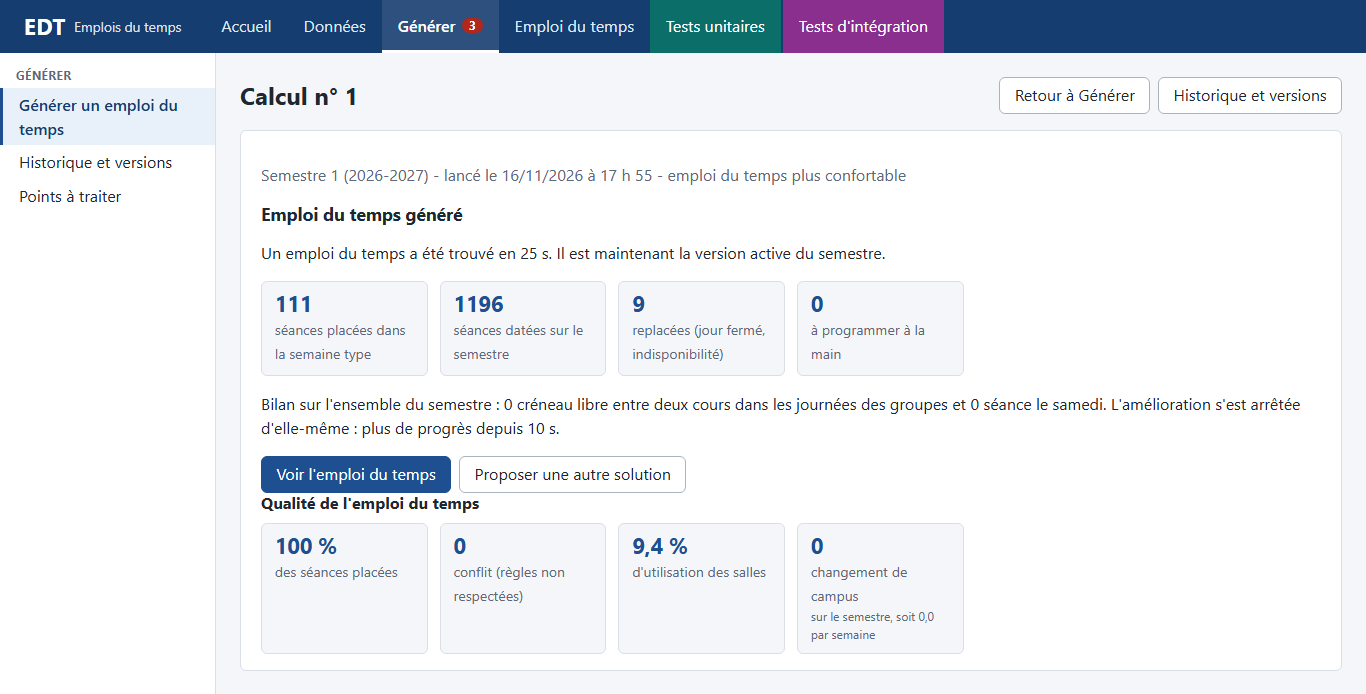 EDT Emplois du temps Accueil Données Générer 3 Emploi du temps Tests unitaires Tests d'intégration
GÉNÉRER
Générer un emploi du
temps
Historique et versions
Points à traiter
Calcul n° 1
Retour à Générer Historique et versions
Semestre 1 (2026-2027) - lancé le 16/11/2026 à 17 h 55 - emploi du temps plus confortable
Emploi du temps généré
Un emploi du temps a été trouvé en 25 s. Il est maintenant la version active du semestre.
111
séances placées dans
la semaine type
1196
séances datées sur le
semestre
9
replacées (jour fermé,
indisponibilité)
0
à programmer à la
main
Bilan sur l'ensemble du semestre : 0 créneau libre entre deux cours dans les journées des groupes et 0 séance le samedi. L'amélioration s'est arrêtée
d'elle-même : plus de progrès depuis 10 s.
Voir l'emploi du temps Proposer une autre solution
Qualité de l'emploi du temps
100 %
des séances placées
0
conflit (règles non
respectées)
9,4 %
d'utilisation des salles
0
changement de
campus
sur le semestre, soit 0,0
par semaine